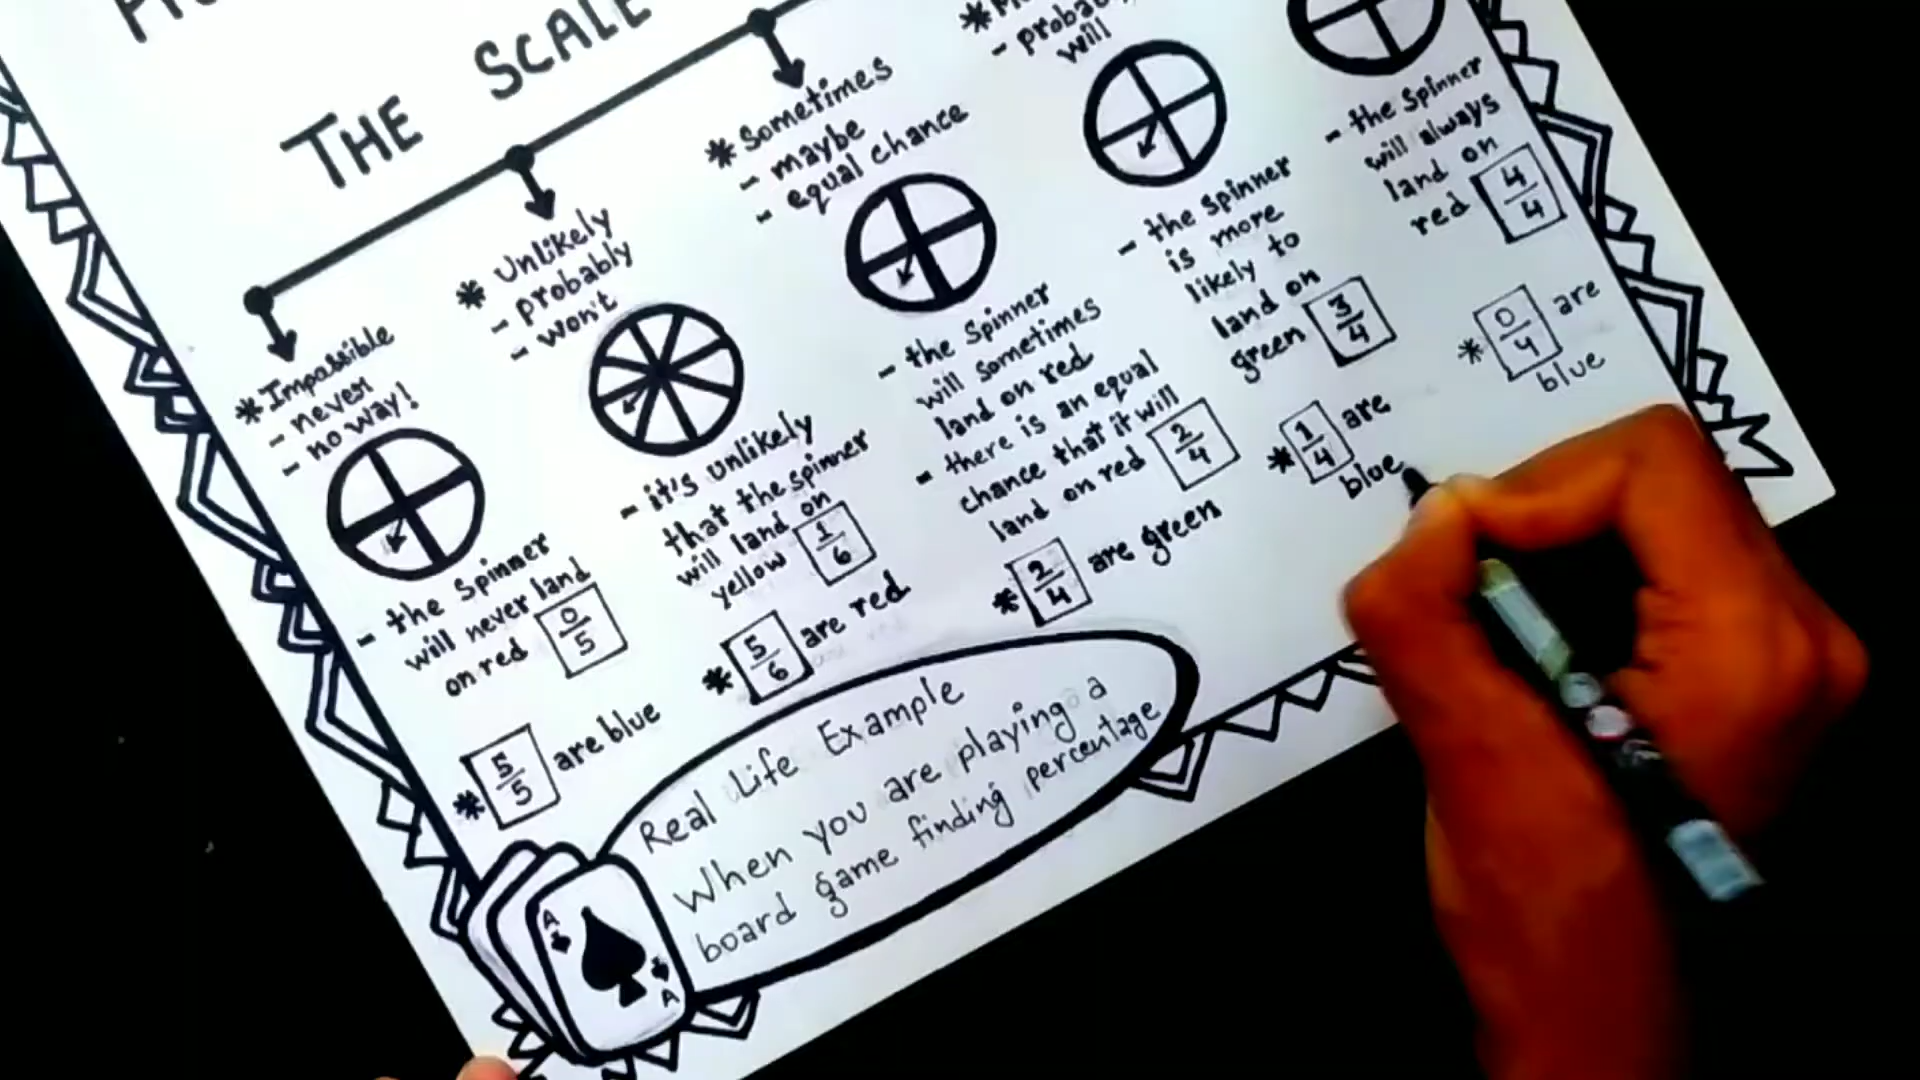 THE SCALE
* Impossible
- never
- no way!
- the spinner
will never land
on red 0/5
* 5/5 are blue
* Unlikely
- probably
- won't
- it's unlikely
that the spinner
will land on
yellow 1/6
* 5/6 are red
* Sometimes
- maybe
- equal chance
- the Spinner
will sometimes
land on red
- there is an equal
chance that it will
land on red 2/4
* 2/4 are green
will
- the spinner
is more
likely to
land on
green 3/4
* 1/4 are
blue
- the Spinner
will always
land on
red 4/4
* 0/4 are
blue
Real Life Example
When you are playing a
board game finding percentage
A
A